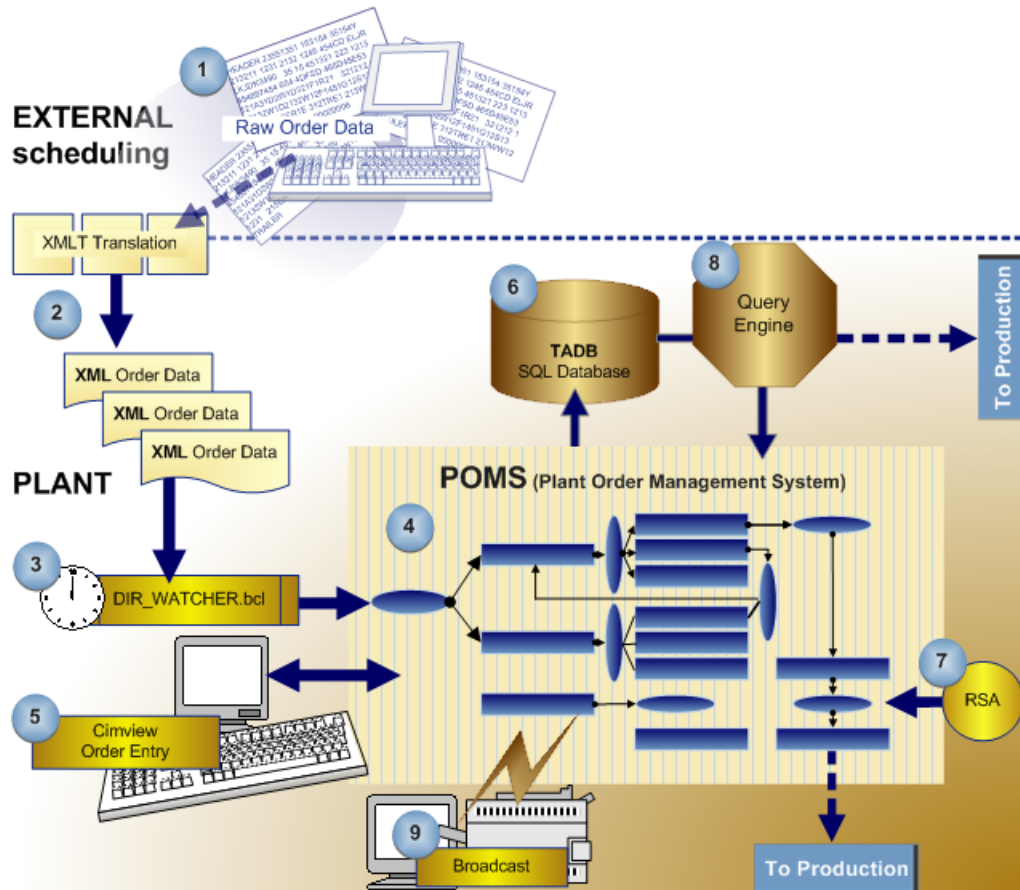 1
Raw Order Data
EXTERNAL
scheduling
XMLT Translation
2
XML Order Data
XML Order Data
XML Order Data
6
TADB
SQL Database
8
Query
Engine
To Production
PLANT
3
DIR_WATCHER.bcl
POMS (Plant Order Management System)
4
5
Cimview
Order Entry
7
RSA
9
Broadcast
To Production